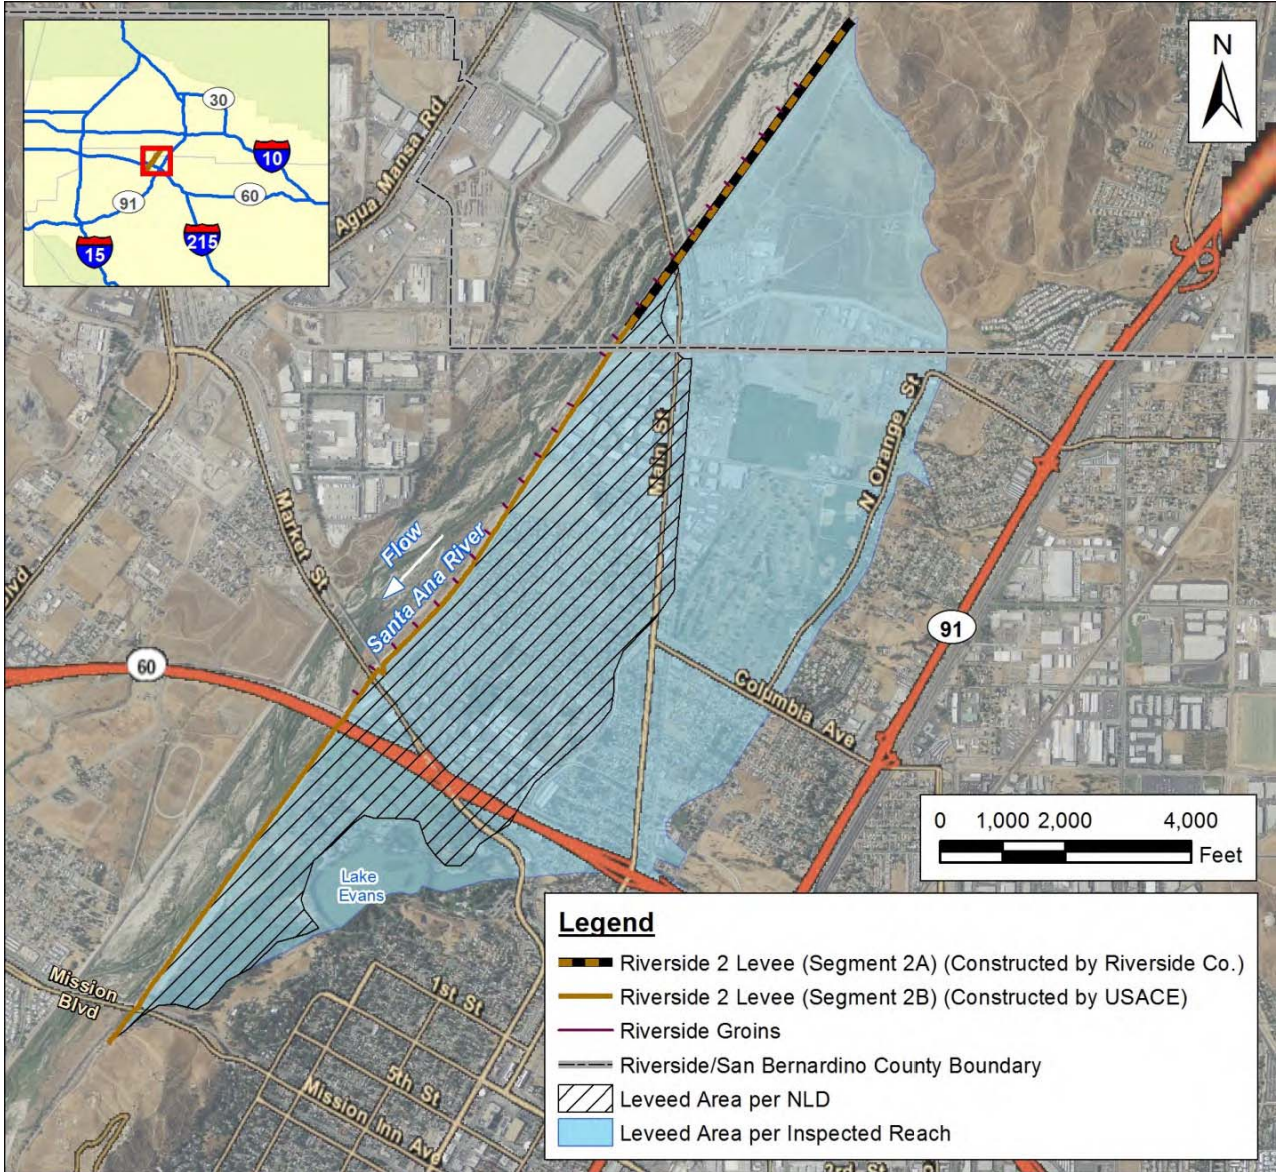 30
10
91
60
15
215
N
Agua Mansa Rd
Main St
N Orange St
Market St
Flow
Santa Ana River
60
91
Columbia Ave
0 1,000 2,000 4,000
Feet
Lake
Evans
Mission
Blvd
1st St
5th St
Mission Inn Ave
Legend
Riverside 2 Levee (Segment 2A) (Constructed by Riverside Co.)
Riverside 2 Levee (Segment 2B) (Constructed by USACE)
Riverside Groins
Riverside/San Bernardino County Boundary
Leveed Area per NLD
Leveed Area per Inspected Reach